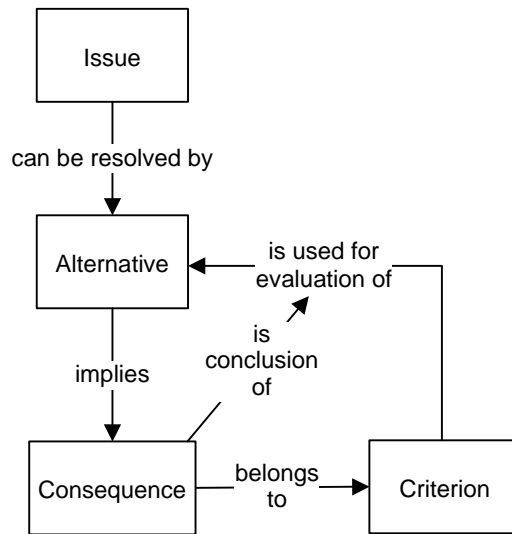 Issue
can be resolved by
Alternative
is used for
evaluation of
is
conclusion
of
implies
Consequence
belongs
to
Criterion